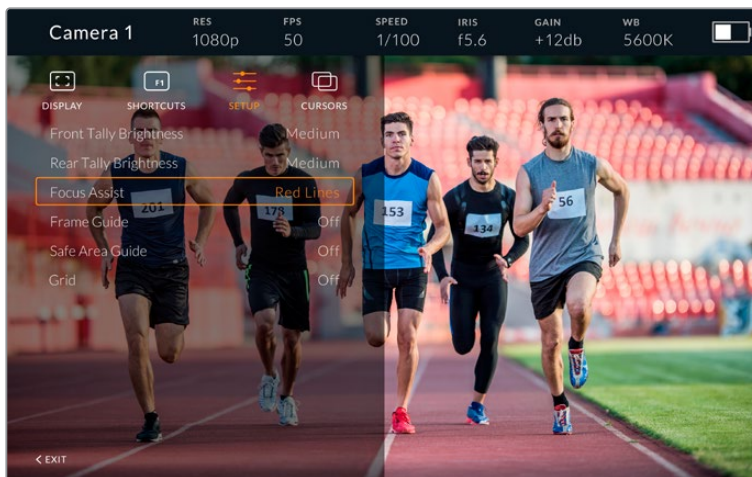 Camera 1
RES
1080p
FPS
50
SPEED
1/100
IRIS
f5.6
GAIN
+12db
WB
5600K
DISPLAY
F1
SHORTCUTS
SETUP
CURSORS
Front Tally Brightness Medium
Rear Tally Brightness Medium
Focus Assist Red Lines
Frame Guide Off
Safe Area Guide Off
Grid Off
201
178
153
134
56
< EXIT